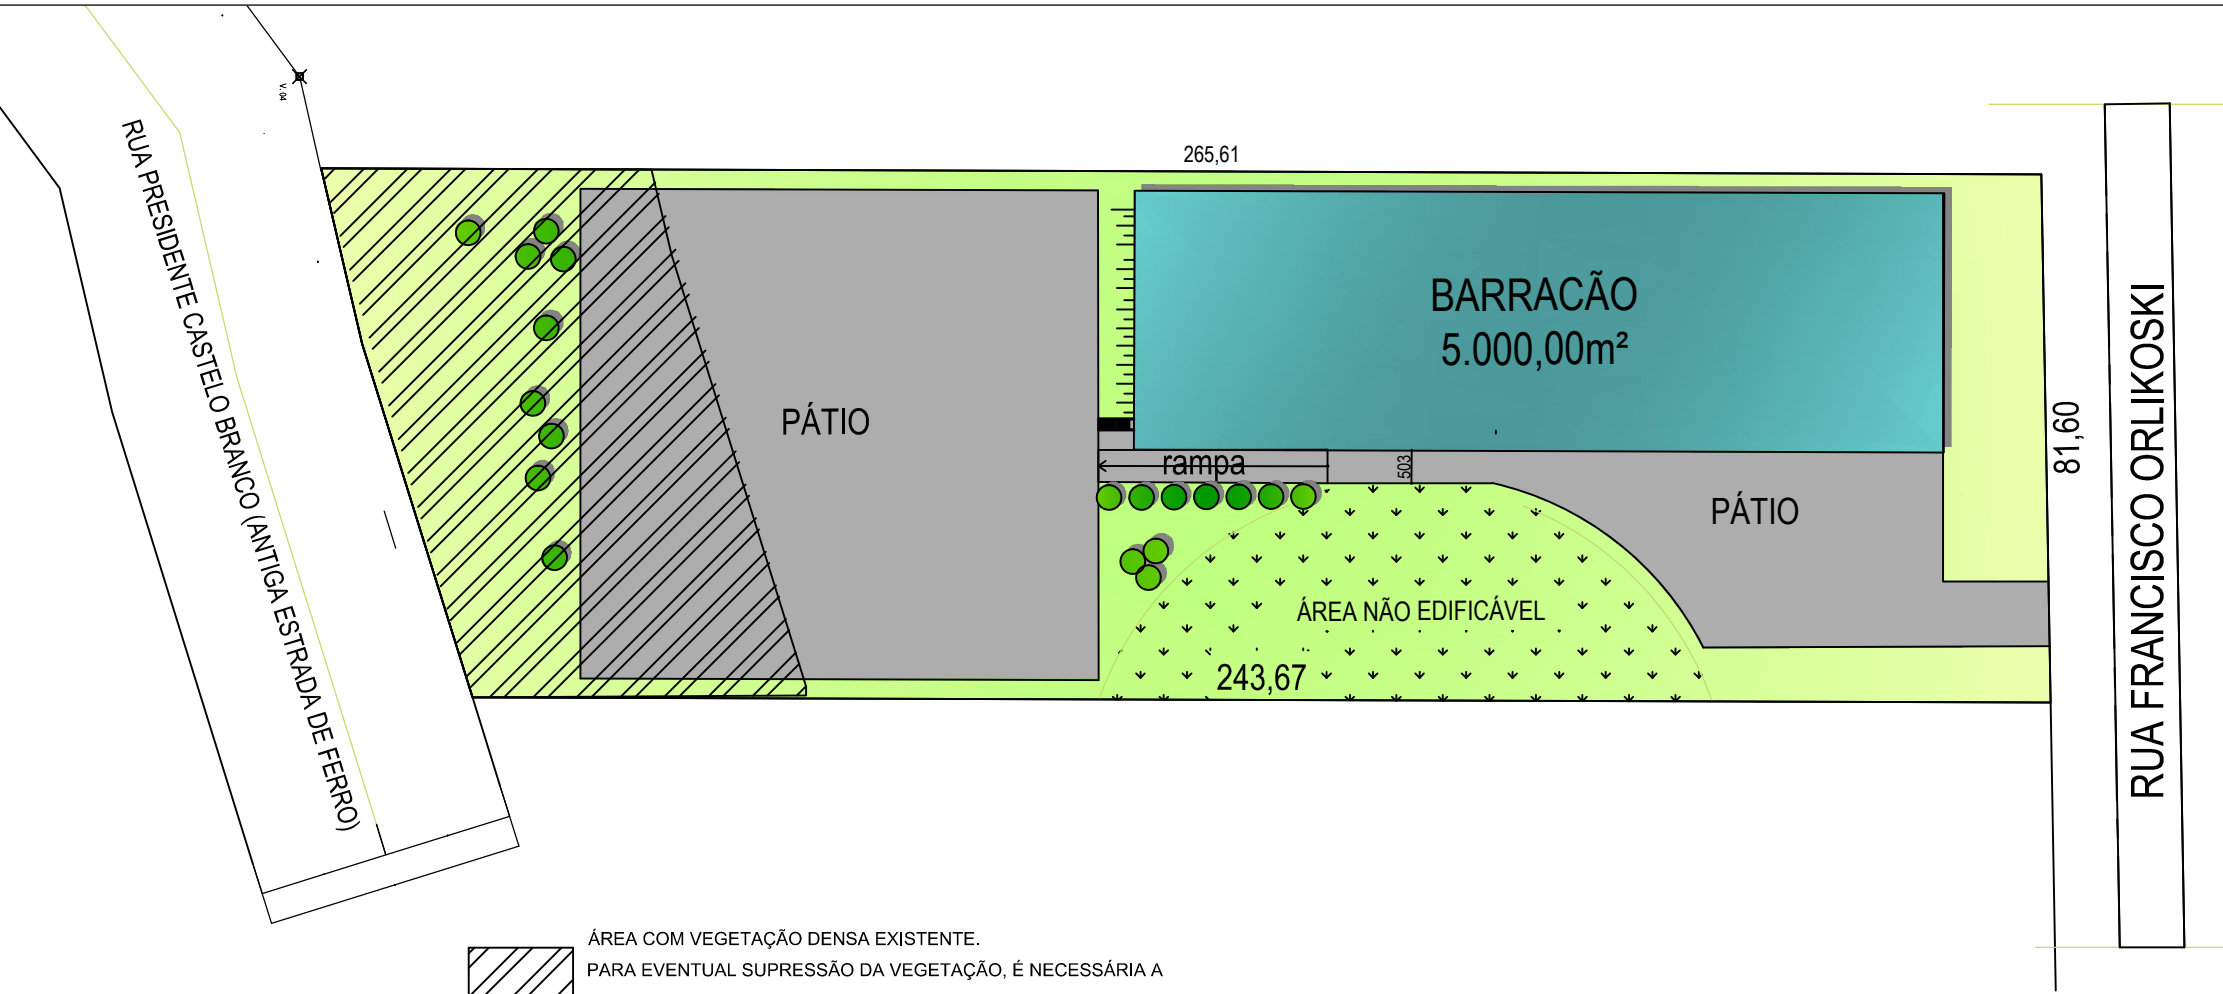 V. 04
RUA PRESIDENTE CASTELO BRANCO (ANTIGA ESTRADA DE FERRO)
265,61
BARRACÃO
5.000,00m²
PÁTIO
rampa
503
PÁTIO
81,60
RUA FRANCISCO ORLIKOSKI
ÁREA NÃO EDIFICÁVEL
243,67
ÁREA COM VEGETAÇÃO DENSA EXISTENTE.
PARA EVENTUAL SUPRESSÃO DA VEGETAÇÃO, É NECESSÁRIA A